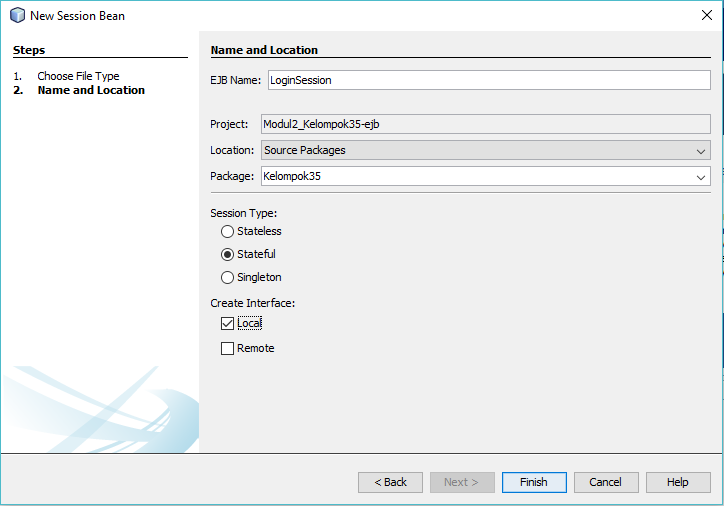 New Session Bean
Steps
1. Choose File Type
2. Name and Location
Name and Location
EJB Name: LoginSession
Project: Modul2_Kelompok35-ejb
Location: Source Packages
Package: Kelompok35
Session Type:
Stateless
Stateful
Singleton
Create Interface:
Local
Remote
< Back Next > Finish Cancel Help